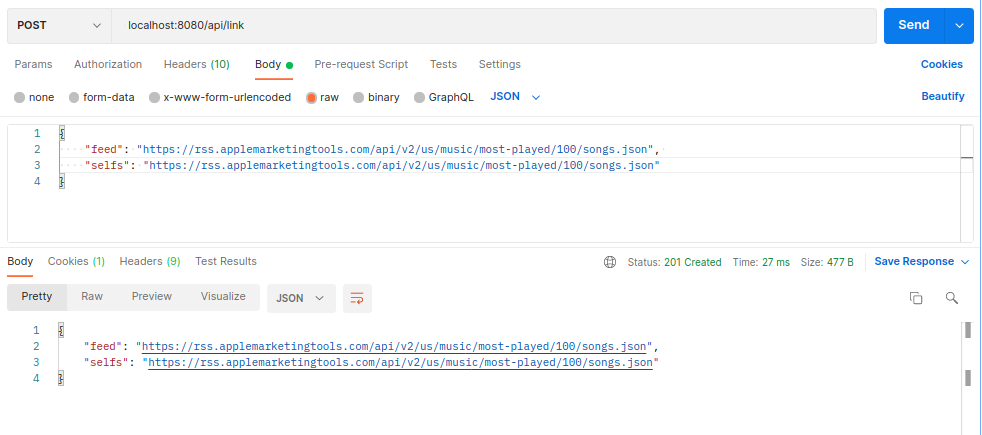 POST localhost:8080/api/link Send
Params Authorization Headers (10) Body Pre-request Script Tests Settings Cookies
none form-data x-www-form-urlencoded raw binary GraphQL JSON Beautify
1 {
2 "feed": "https://rss.applemarketingtools.com/api/v2/us/music/most-played/100/songs.json",
3 "selfs": "https://rss.applemarketingtools.com/api/v2/us/music/most-played/100/songs.json"
4 }
Body Cookies (1) Headers (9) Test Results Status: 201 Created Time: 27 ms Size: 477 B Save Response
Pretty Raw Preview Visualize JSON
1 {
2 "feed": "https://rss.applemarketingtools.com/api/v2/us/music/most-played/100/songs.json",
3 "selfs": "https://rss.applemarketingtools.com/api/v2/us/music/most-played/100/songs.json"
4 }